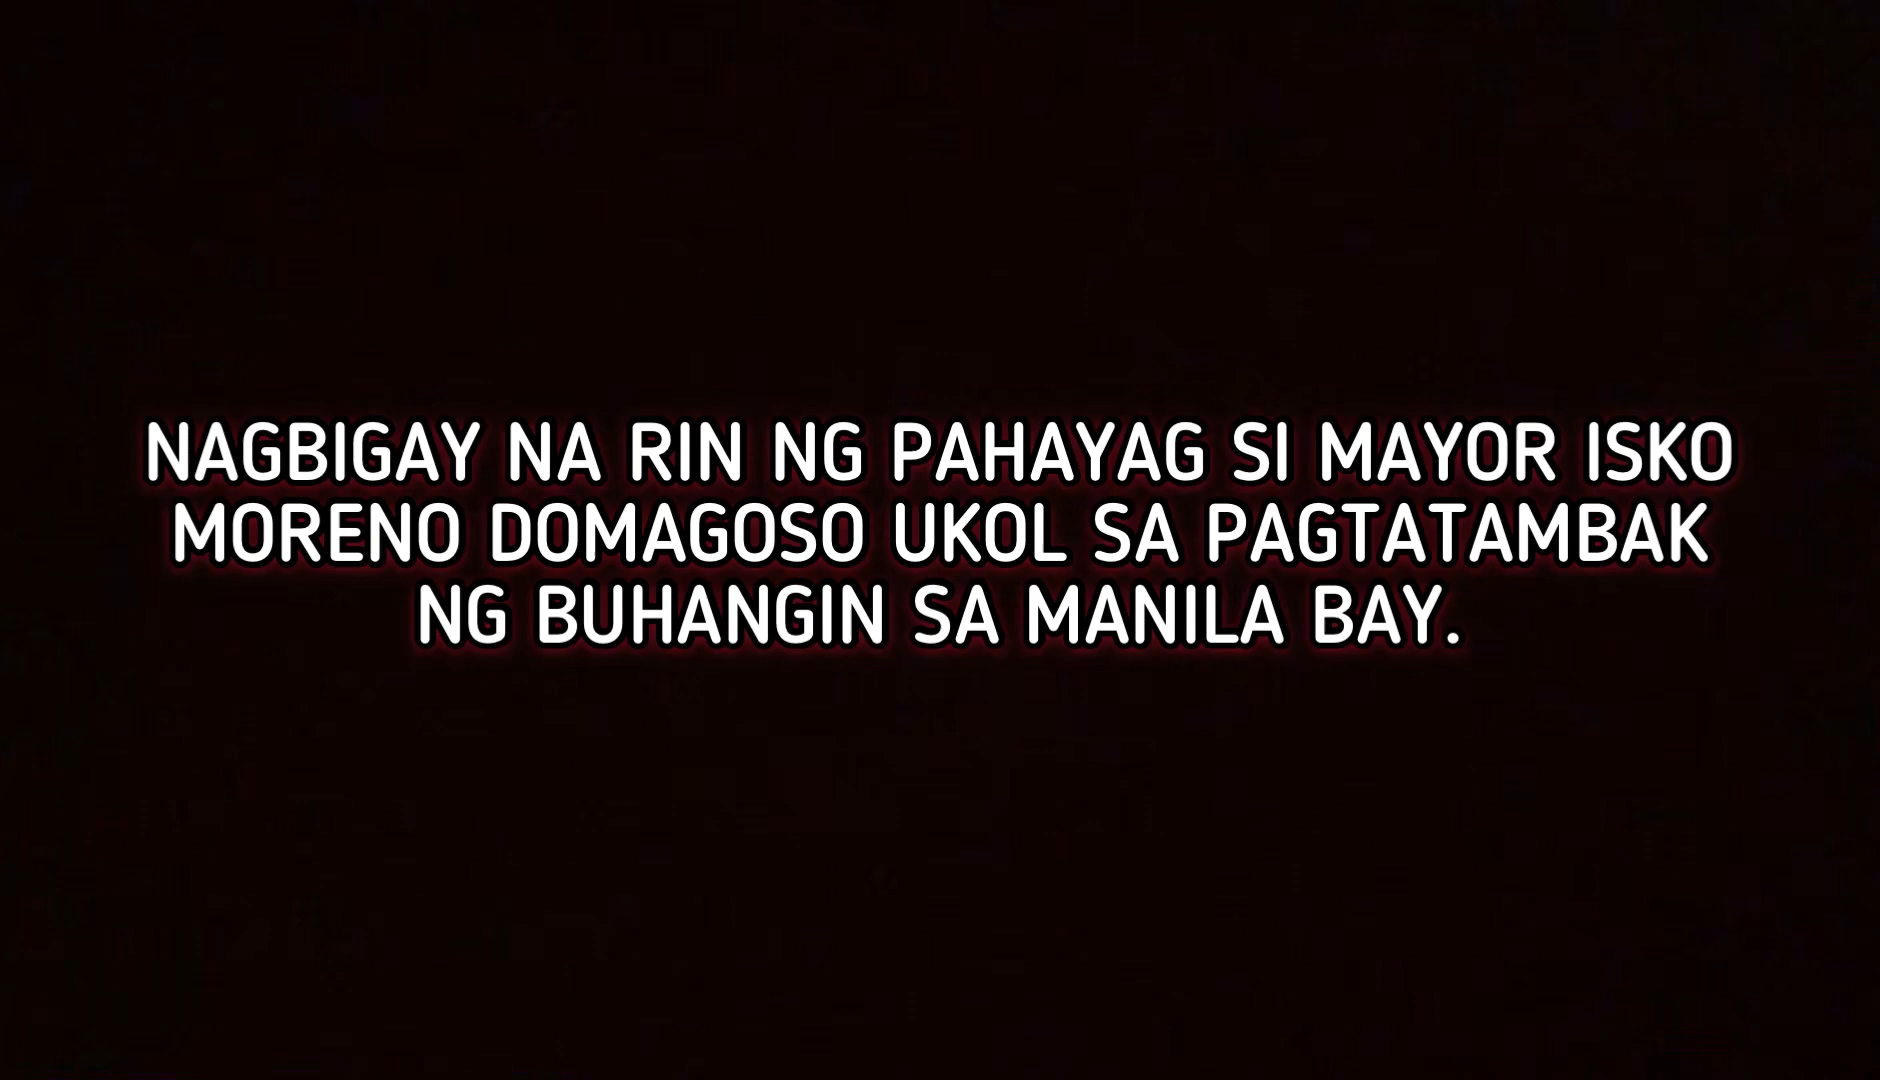 NAGBIGAY NA RIN NG PAHAYAG SI MAYOR ISKO
MORENO DOMAGOSO UKOL SA PAGTATAMBAK
NG BUHANGIN SA MANILA BAY.